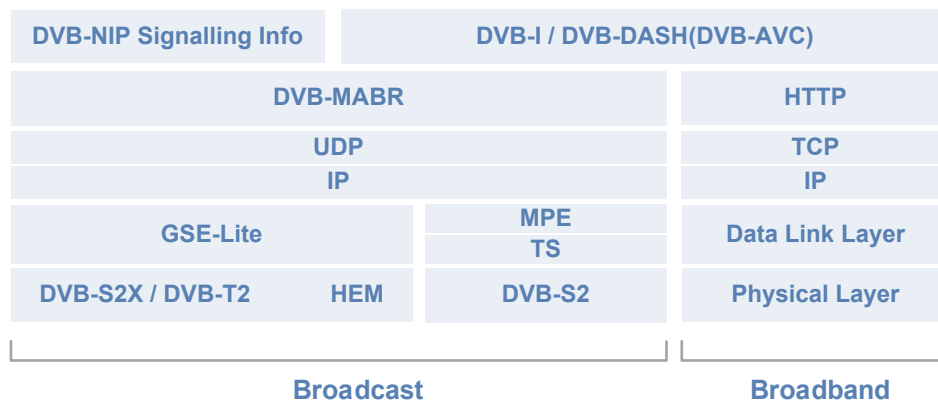 DVB-NIP Signalling Info
DVB-I / DVB-DASH(DVB-AVC)
DVB-MABR
HTTP
UDP
TCP
IP
IP
GSE-Lite
MPE
TS
Data Link Layer
DVB-S2X / DVB-T2 HEM
DVB-S2
Physical Layer
Broadcast
Broadband